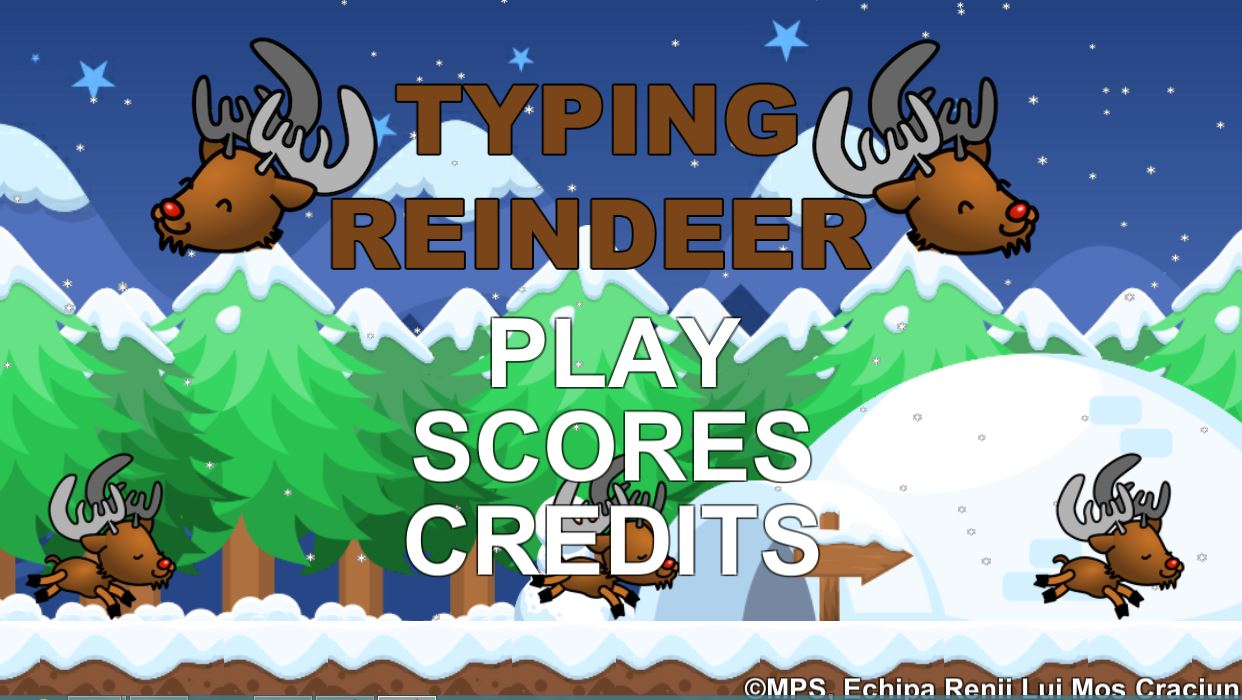 TYPING
REINDEER
PLAY
SCORES
CREDITS
©MPS, Echipa Renii Lui Mos Craciun